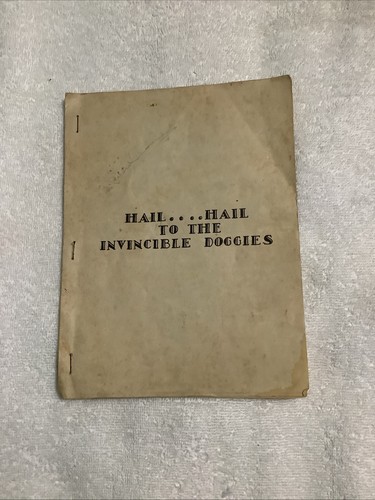 HAIL....HAIL
TO THE
INVINCIBLE DOGGIES